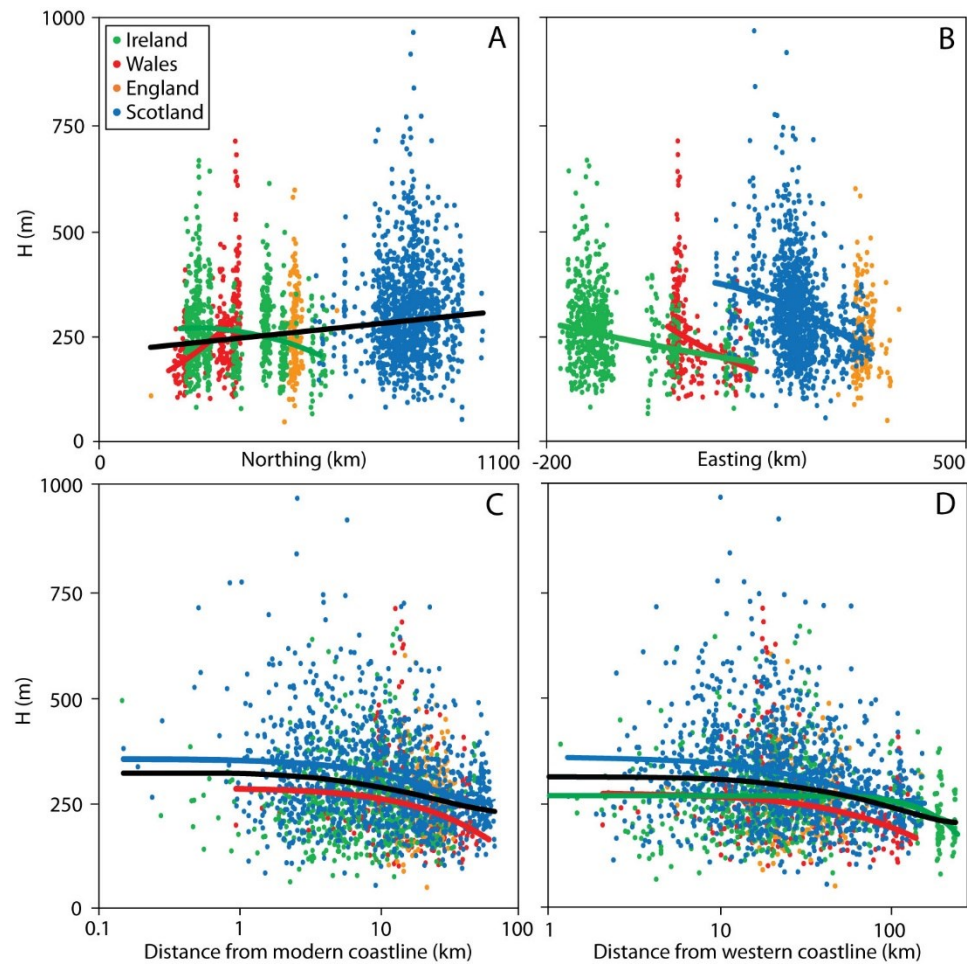 1000
A
Ireland
Wales
England
Scotland
750
500
250
0
H (m)
0
Northing (km)
1100
B
-200
Easting (km)
500
1000
C
750
500
250
0
H (m)
0.1
1
10
100
Distance from modern coastline (km)
D
1
10
100
Distance from western coastline (km)